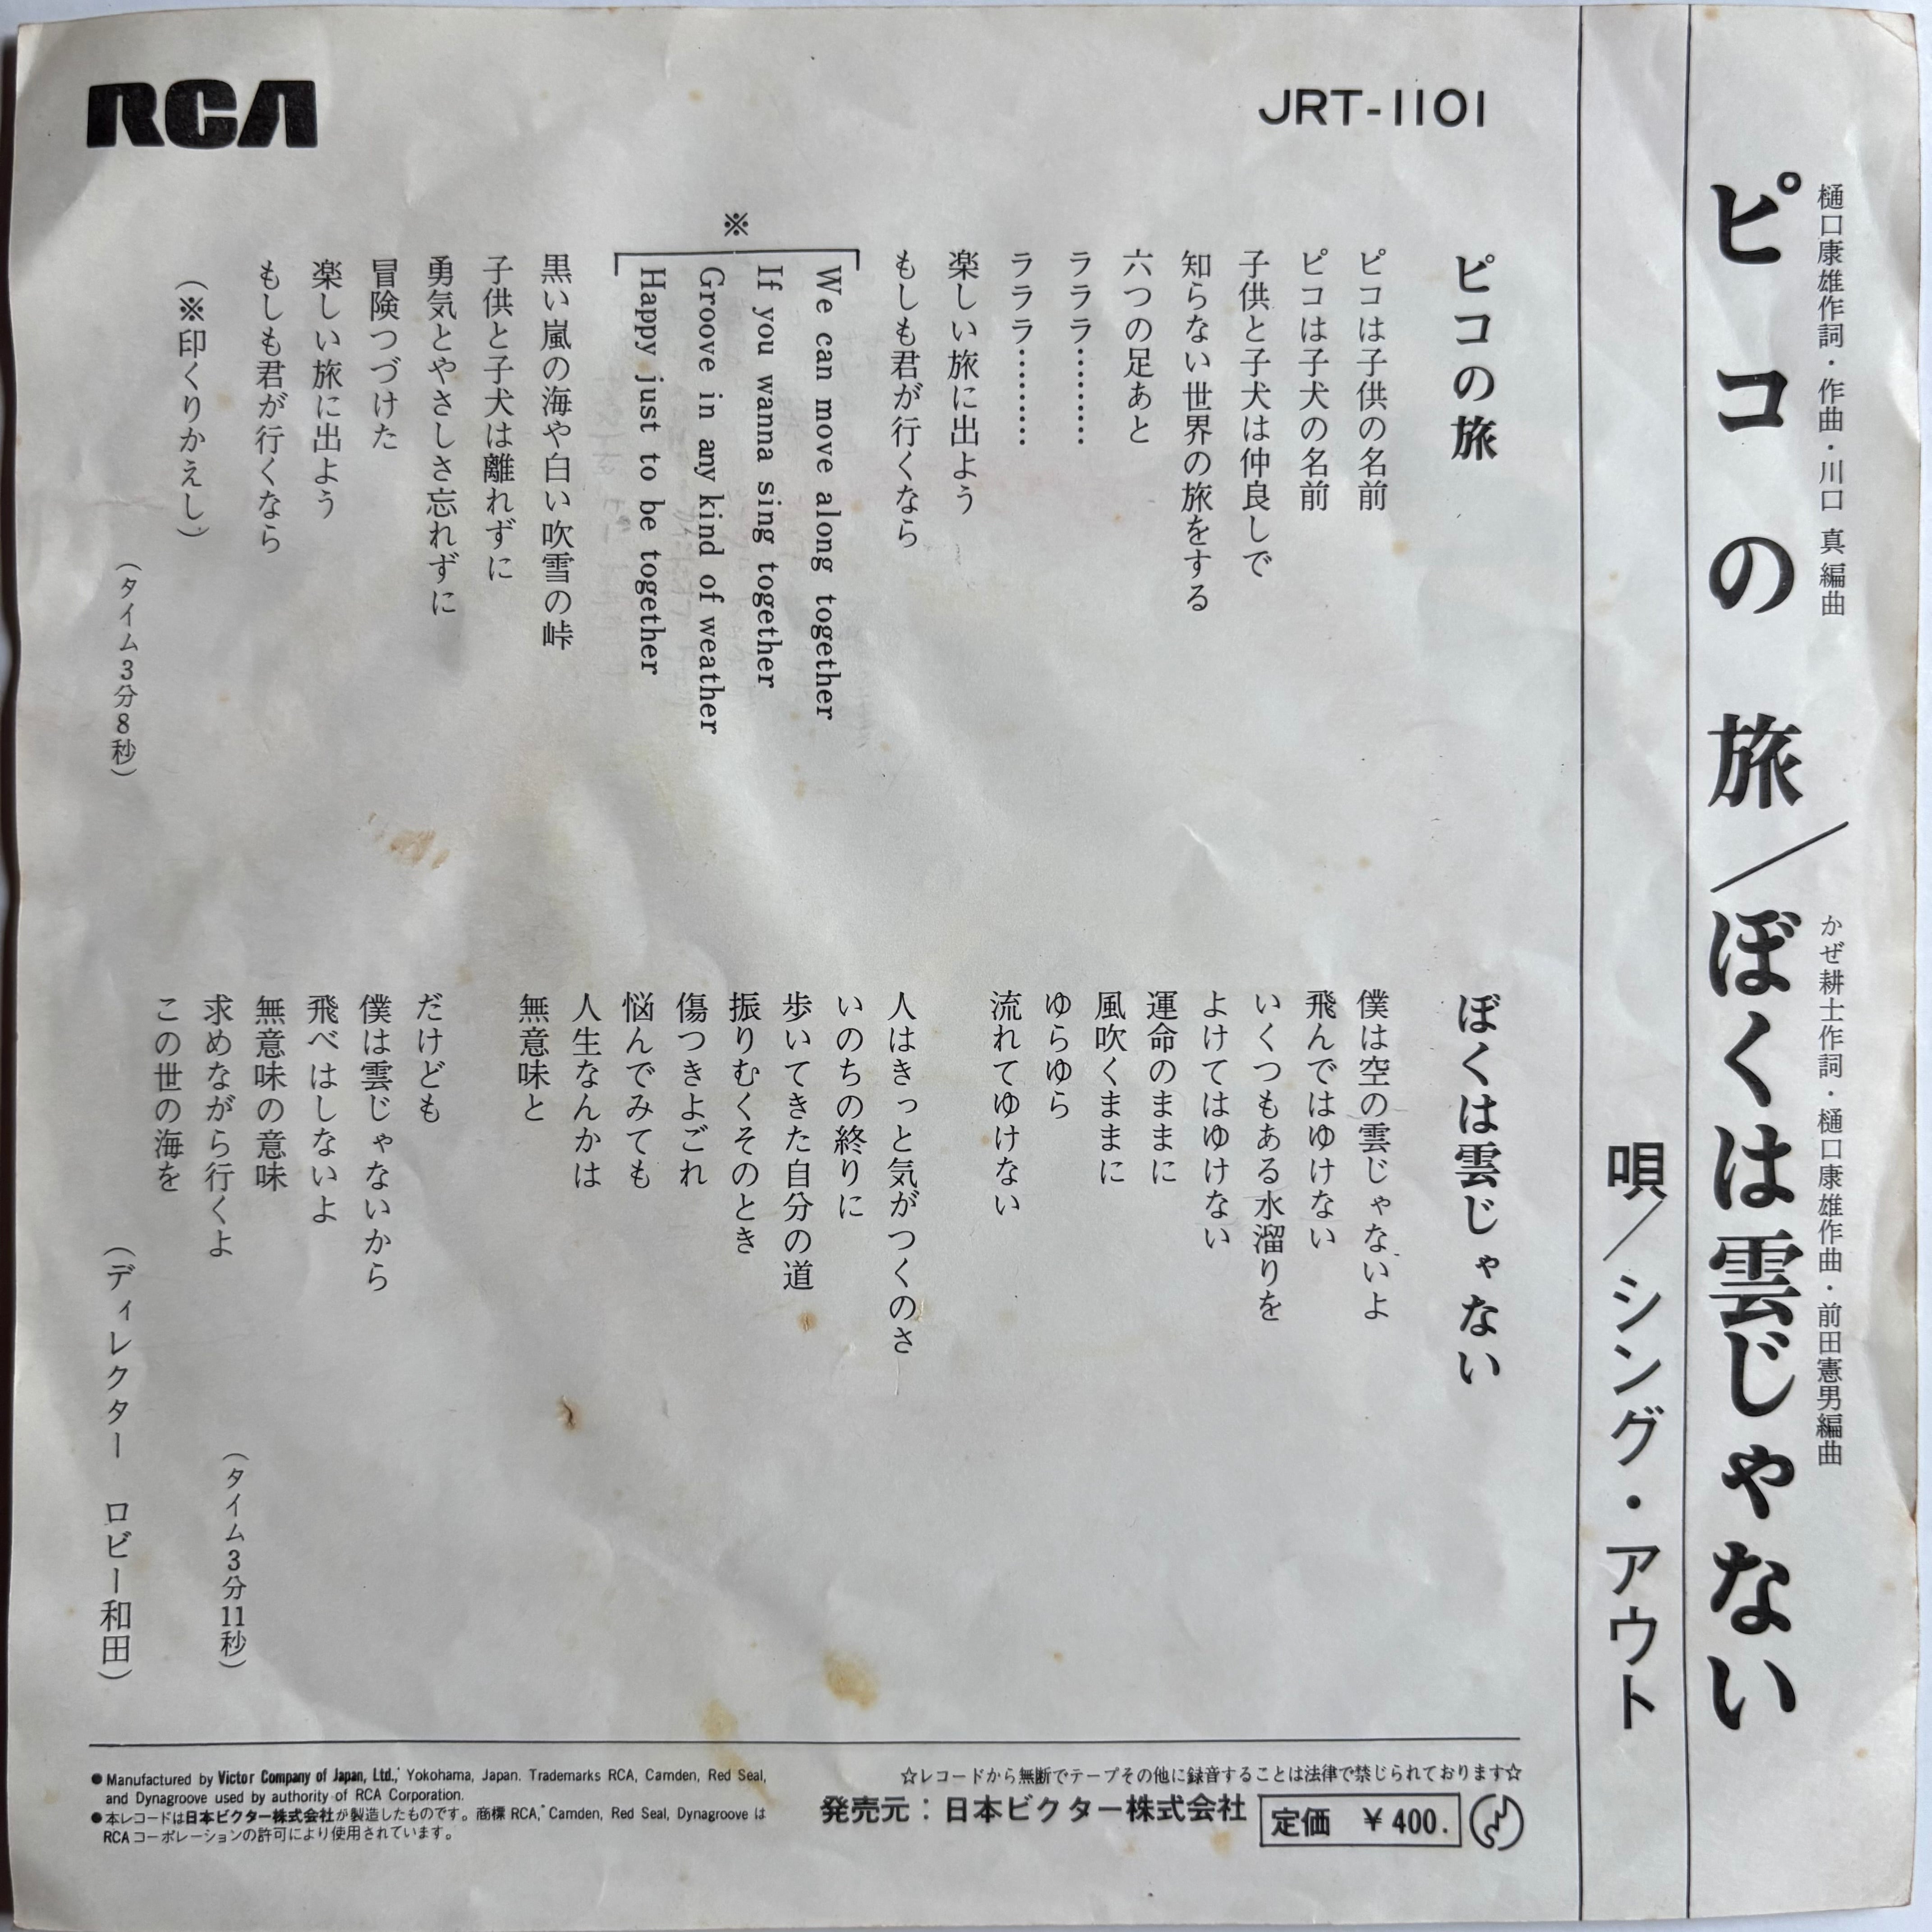 RCA
JRT-1101
樋口康雄作詞・作曲・川口 真 編曲
かぜ耕士作詞・樋口康雄作曲・前田憲男編曲
ピコの旅／ぼくは雲じゃない
唄／シング・アウト
ピコの旅
ピコは子供の名前
ピコは子犬の名前
子供と子犬は仲良しで
知らない世界の旅をする
六つの足あと
ラララ………
ラララ………
楽しい旅に出よう
もしも君が行くなら
※
We can move along together
If you wanna sing together
Groove in any kind of weather
Happy just to be together
黒い嵐の海や白い吹雪の峠
子供と子犬は離れずに
勇気とやさしさ忘れずに
冒険つづけた
楽しい旅に出よう
もしも君が行くなら
（※印くりかえし）
（タイム3分8秒）
ぼくは雲じゃない
僕は空の雲じゃないよ
飛んではゆけない
いくつもある水溜りを
よけてはゆけない
運命のままに
風吹くままに
ゆらゆら
流れてゆけない
人はきっと気がつくのさ
いのちの終りに
歩いてきた自分の道
振りむくそのとき
傷つきよごれ
悩んでみても
人生なんかは
無意味と
だけども
僕は雲じゃないから
飛べはしないよ
無意味の意味
求めながら行くよ
この世の海を
（タイム3分11秒）
（ディレクター ロビー和田）
●Manufactured by Victor Company of Japan, Ltd., Yokohama, Japan. Trademarks RCA, Camden, Red Seal,
and Dynagroove used by authority of RCA Corporation.
●本レコードは日本ビクター株式会社が製造したものです。商標 RCA, Camden, Red Seal, Dynagroove は
RCA コーポレーションの許可により使用されています。
☆レコードから無断でテープその他に録音することは法律で禁じられております☆
発売元：日本ビクター株式会社
定価 ￥400.